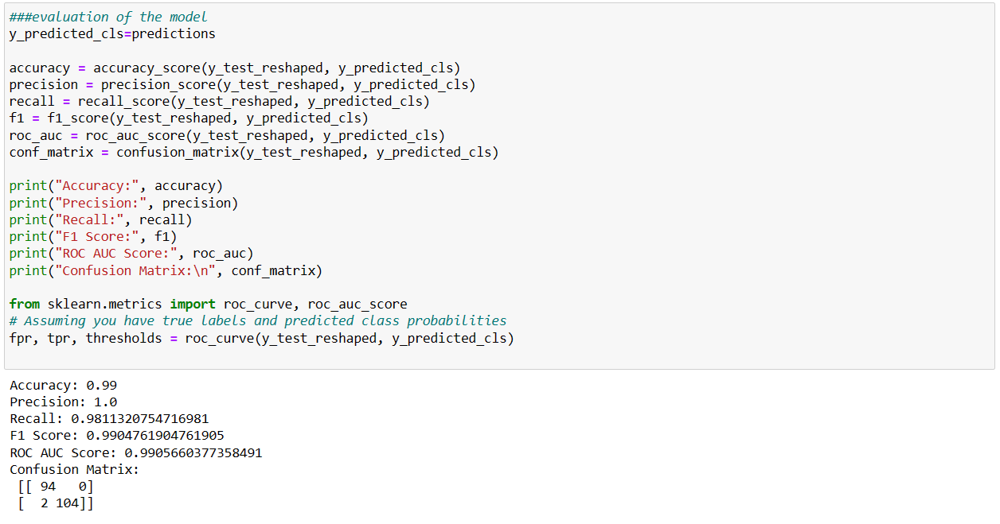 ###evaluation of the model
y_predicted_cls=predictions
accuracy = accuracy_score(y_test_reshaped, y_predicted_cls)
precision = precision_score(y_test_reshaped, y_predicted_cls)
recall = recall_score(y_test_reshaped, y_predicted_cls)
f1 = f1_score(y_test_reshaped, y_predicted_cls)
roc_auc = roc_auc_score(y_test_reshaped, y_predicted_cls)
conf_matrix = confusion_matrix(y_test_reshaped, y_predicted_cls)
print("Accuracy:", accuracy)
print("Precision:", precision)
print("Recall:", recall)
print("F1 Score:", f1)
print("ROC AUC Score:", roc_auc)
print("Confusion Matrix:\n", conf_matrix)
from sklearn.metrics import roc_curve, roc_auc_score
# Assuming you have true labels and predicted class probabilities
fpr, tpr, thresholds = roc_curve(y_test_reshaped, y_predicted_cls)
Accuracy: 0.99
Precision: 1.0
Recall: 0.9811320754716981
F1 Score: 0.9904761904761905
ROC AUC Score: 0.9905660377358491
Confusion Matrix:
[[ 94   0]
[  2 104]]